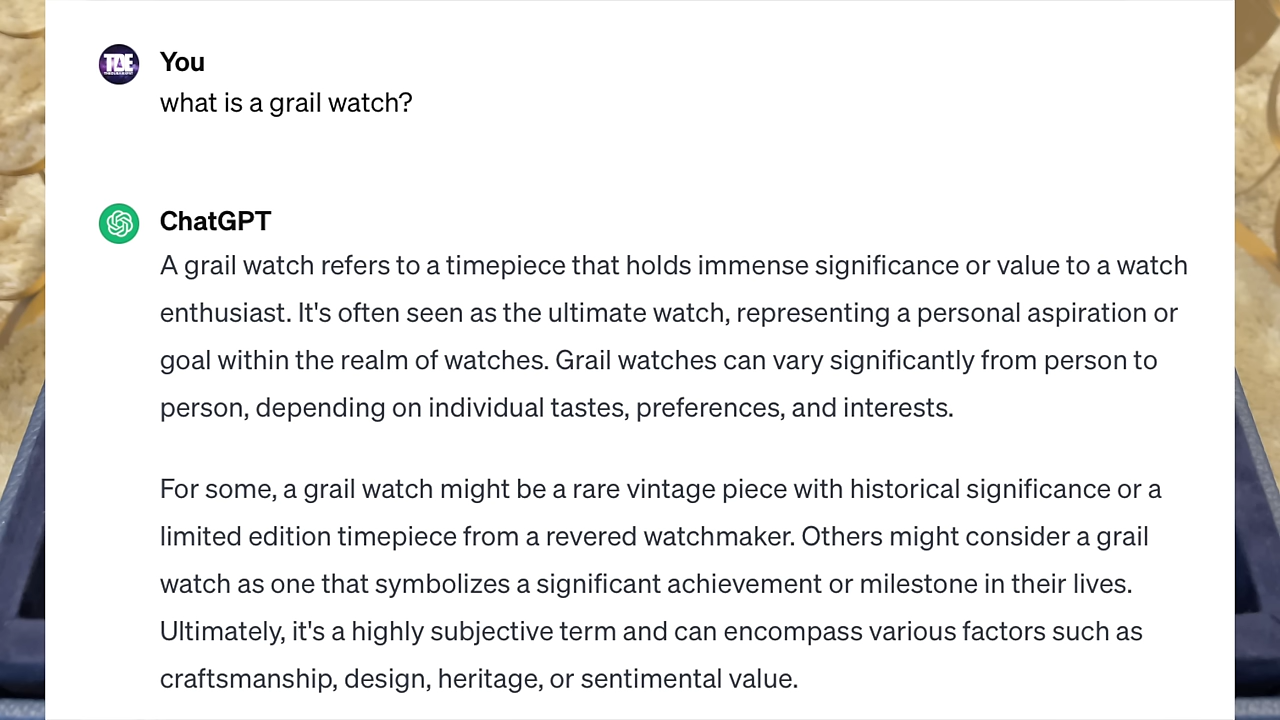 TDE
You
what is a grail watch?
ChatGPT
A grail watch refers to a timepiece that holds immense significance or value to a watch
enthusiast. It's often seen as the ultimate watch, representing a personal aspiration or
goal within the realm of watches. Grail watches can vary significantly from person to
person, depending on individual tastes, preferences, and interests.
For some, a grail watch might be a rare vintage piece with historical significance or a
limited edition timepiece from a revered watchmaker. Others might consider a grail
watch as one that symbolizes a significant achievement or milestone in their lives.
Ultimately, it's a highly subjective term and can encompass various factors such as
craftsmanship, design, heritage, or sentimental value.